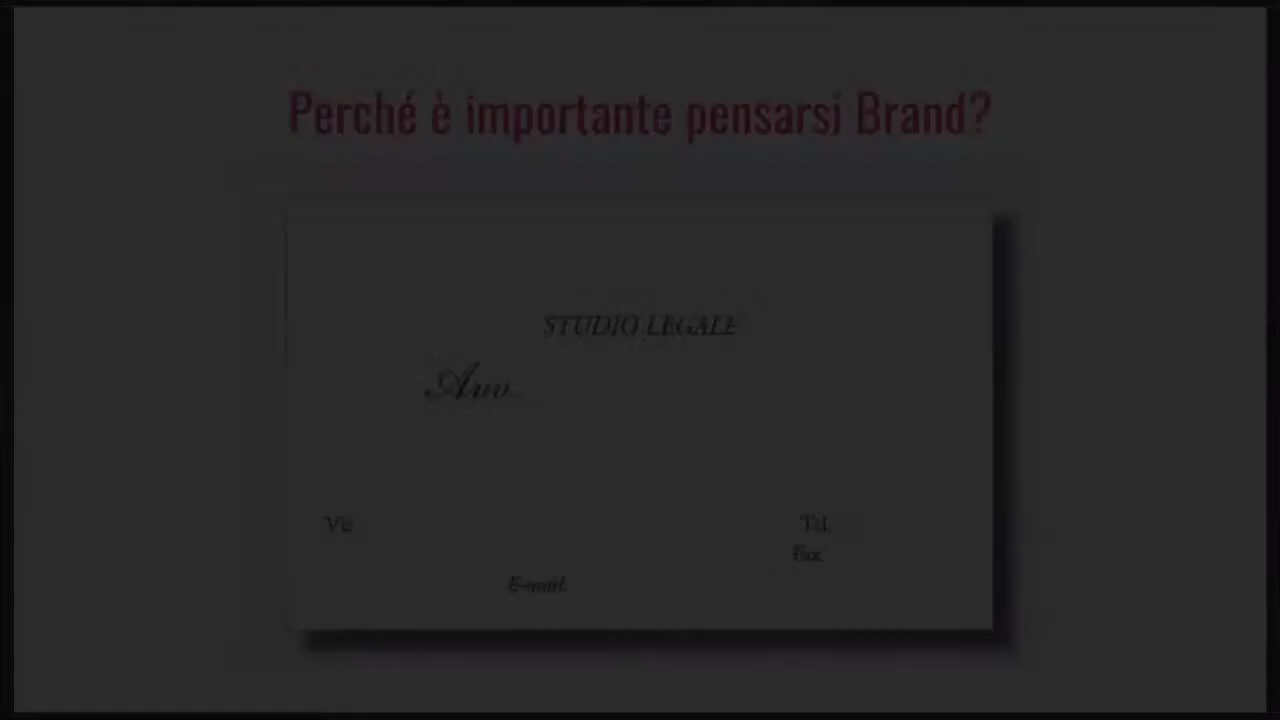 Perché è importante pensarsi Brand?
STUDIO LEGALE
Avv.
Via
Tel.
Fax
E-mail